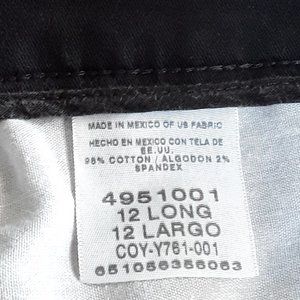 MADE IN MEXICO OF US FABRIC
HECHO EN MEXICO CON TELA DE
EE.UU.
98% COTTON / ALGODON 2%
SPANDEX
4951001
12 LONG
12 LARGO
COY-Y761-001
651056356063